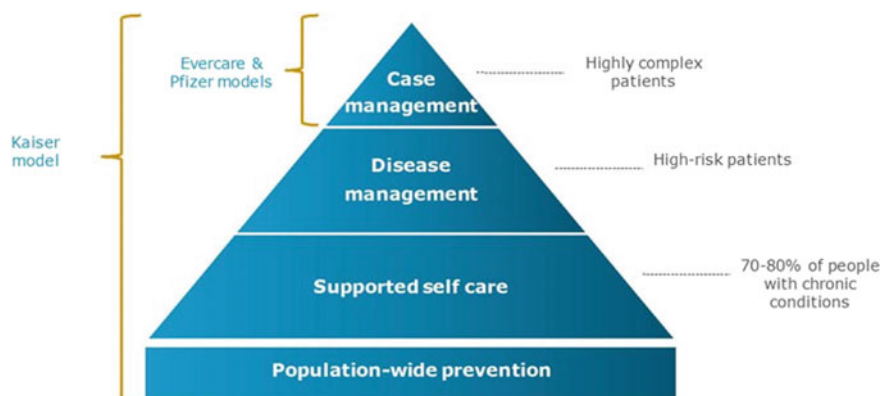 Evercare &
Pfizer models
Kaiser
model
Case
management
Highly complex
patients
Disease
management
High-risk patients
Supported self care
70-80% of people
with chronic
conditions
Population-wide prevention